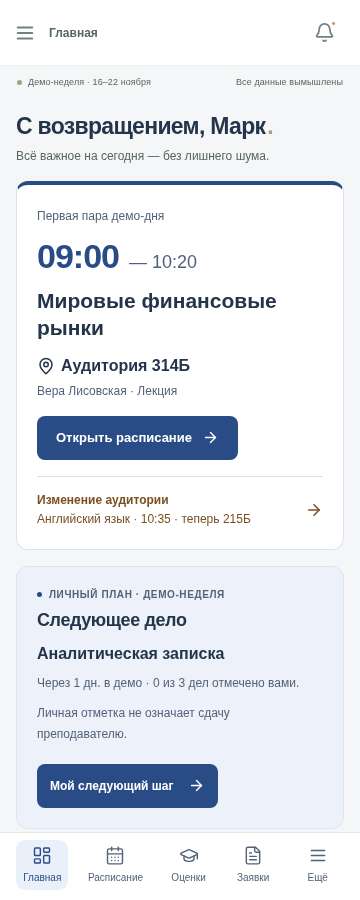 Главная
Демо-неделя · 16–22 ноября
Все данные вымышлены
С возвращением, Марк.
Всё важное на сегодня — без лишнего шума.
Первая пара демо-дня
09:00 — 10:20
Мировые финансовые
рынки
Аудитория 314Б
Вера Лисовская · Лекция
Открыть расписание
Изменение аудитории
Английский язык · 10:35 · теперь 215Б
ЛИЧНЫЙ ПЛАН · ДЕМО-НЕДЕЛЯ
Следующее дело
Аналитическая записка
Через 1 дн. в демо · 0 из 3 дел отмечено вами.
Личная отметка не означает сдачу
преподавателю.
Мой следующий шаг
Главная
Расписание
Оценки
Заявки
Ещё